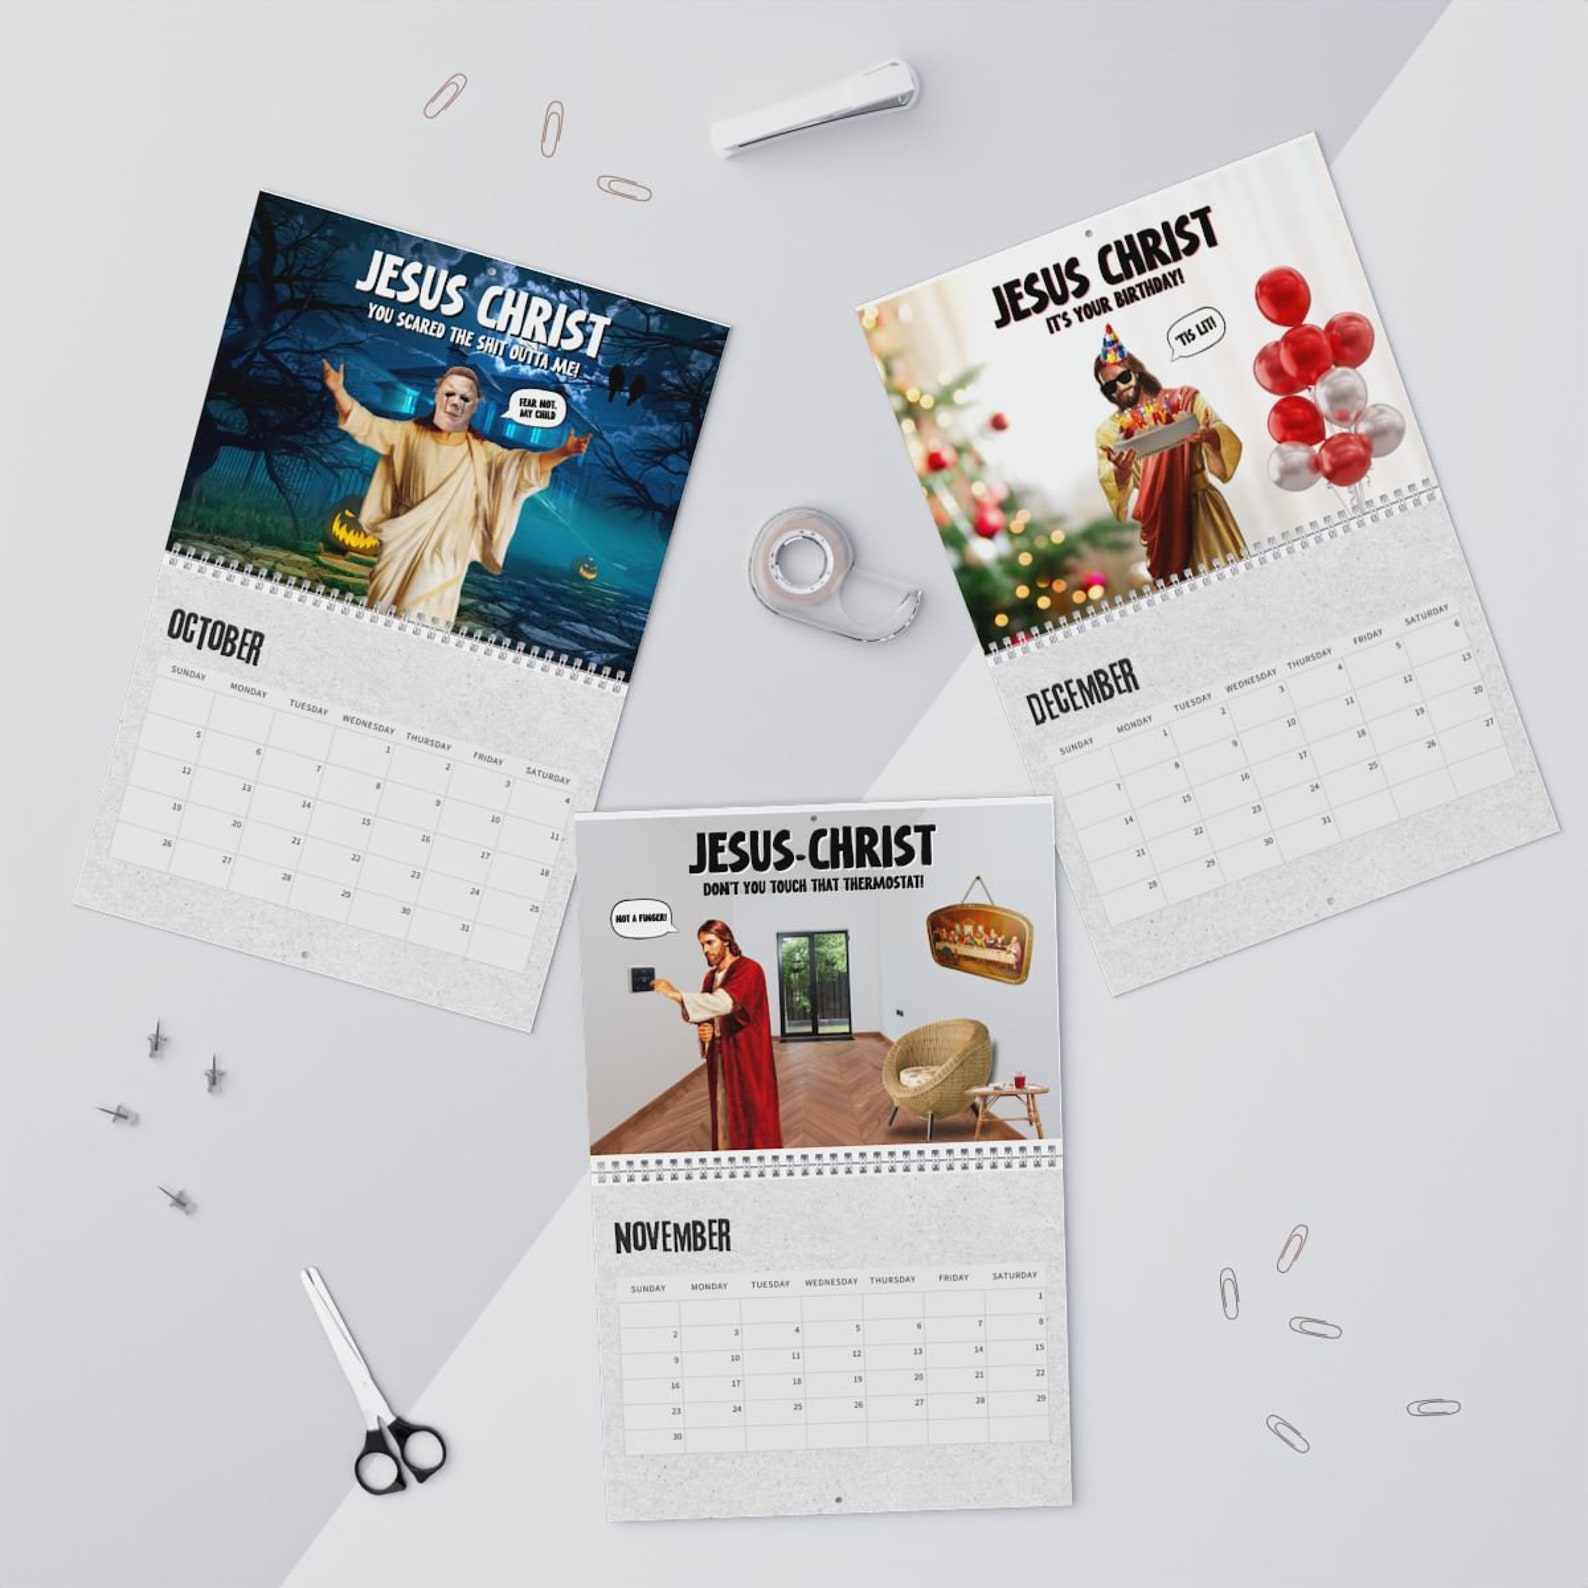 JESUS CHRIST
YOU SCARED THE SHIT OUTTA ME!
FEAR NOT,
MY CHILD
OCTOBER
SUNDAY MONDAY TUESDAY WEDNESDAY THURSDAY FRIDAY SATURDAY
1 2 3 4
5 6 7 8 9 10 11
12 13 14 15 16 17 18
19 20 21 22 23 24 25
26 27 28 29 30 31
JESUS CHRIST
IT'S YOUR BIRTHDAY!
'TIS LIT!
DECEMBER
SUNDAY MONDAY TUESDAY WEDNESDAY THURSDAY FRIDAY SATURDAY
1 2 3 4 5 6
7 8 9 10 11 12 13
14 15 16 17 18 19 20
21 22 23 24 25 26 27
28 29 30 31
JESUS-CHRIST
DON'T YOU TOUCH THAT THERMOSTAT!
NOT A FINGER!
NOVEMBER
SUNDAY MONDAY TUESDAY WEDNESDAY THURSDAY FRIDAY SATURDAY
1
2 3 4 5 6 7 8
9 10 11 12 13 14 15
16 17 18 19 20 21 22
23 24 25 26 27 28 29
30